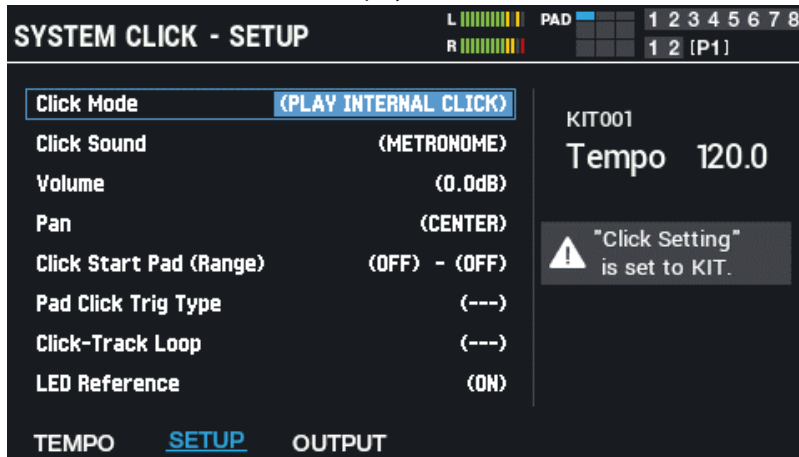 SYSTEM CLICK - SETUP
L
R
PAD
1 2 3 4 5 6 7 8
1 2 [P1]
Click Mode (PLAY INTERNAL CLICK)
Click Sound (METRONOME)
Volume (0.0dB)
Pan (CENTER)
Click Start Pad (Range) (OFF) - (OFF)
Pad Click Trig Type (---)
Click-Track Loop (---)
LED Reference (ON)
KIT001
Tempo 120.0
"Click Setting"
is set to KIT.
TEMPO SETUP OUTPUT